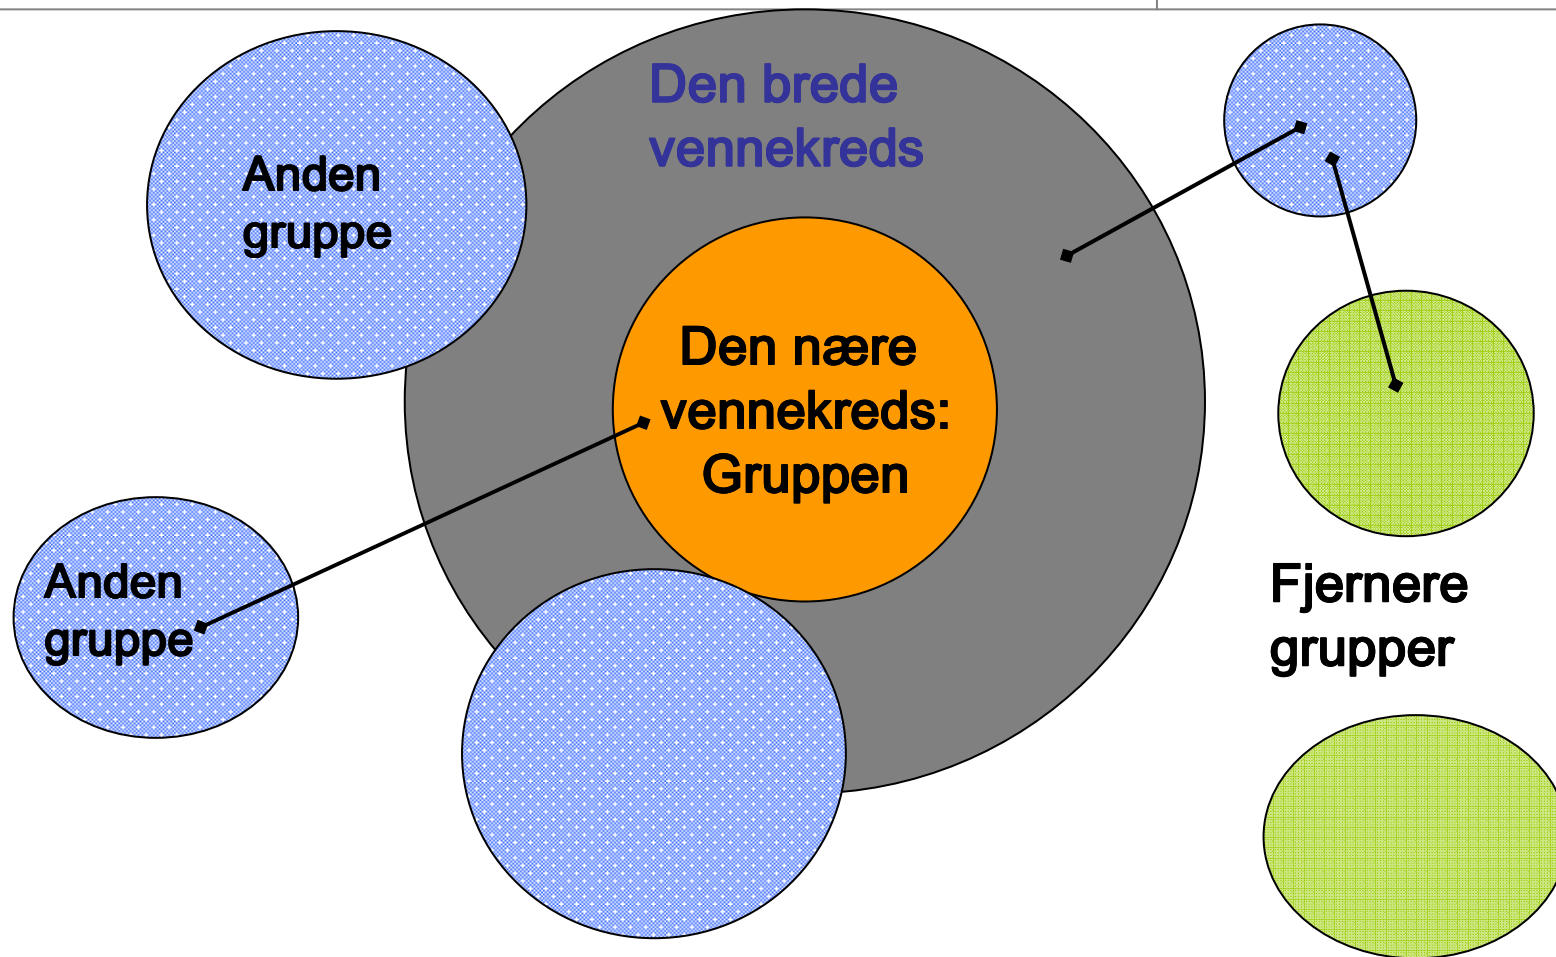 Den brede
vennekreds
Anden
gruppe
Den nære
vennekreds:
Gruppen
Anden
gruppe
Fjernere
grupper